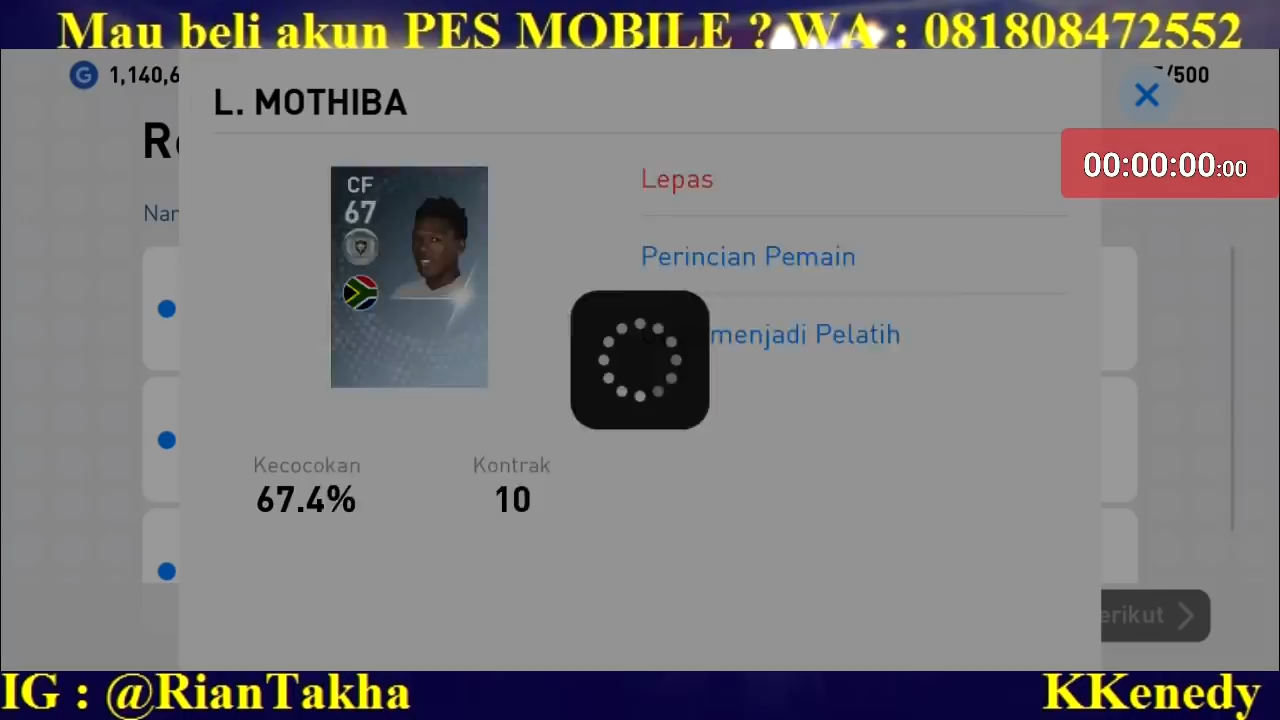 Mau beli akun PES MOBILE ? WA : 081808472552
G 1,140,6
/500
L. MOTHIBA
00:00:00:00
CF
67
Lepas
Nan
Perincian Pemain
menjadi Pelatih
Kecocokan Kontrak
67.4% 10
erikut
IG : @RianTakha KKenedy